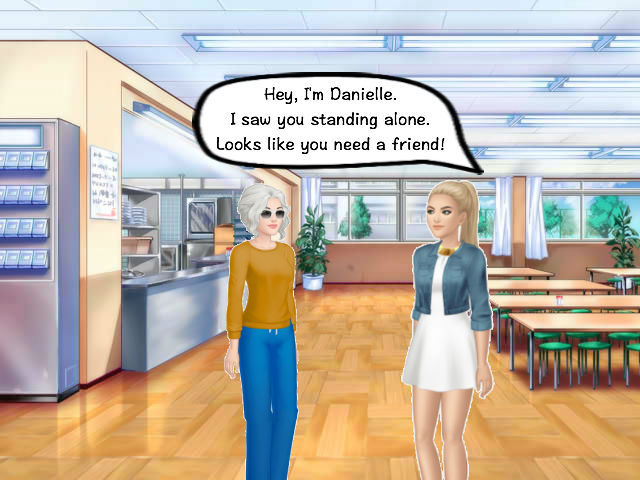 Hey, I'm Danielle.
I saw you standing alone.
Looks like you need a friend!